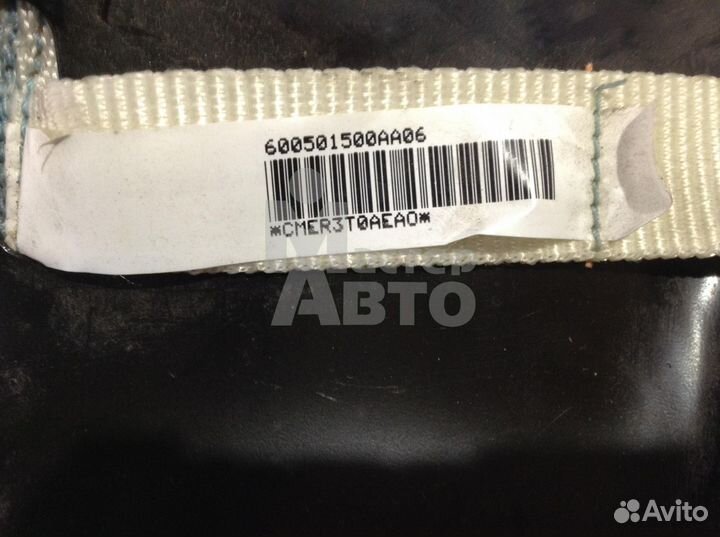 600501500AA06
*CMER3T0AEA0*
Мастер
АВТО
Avito